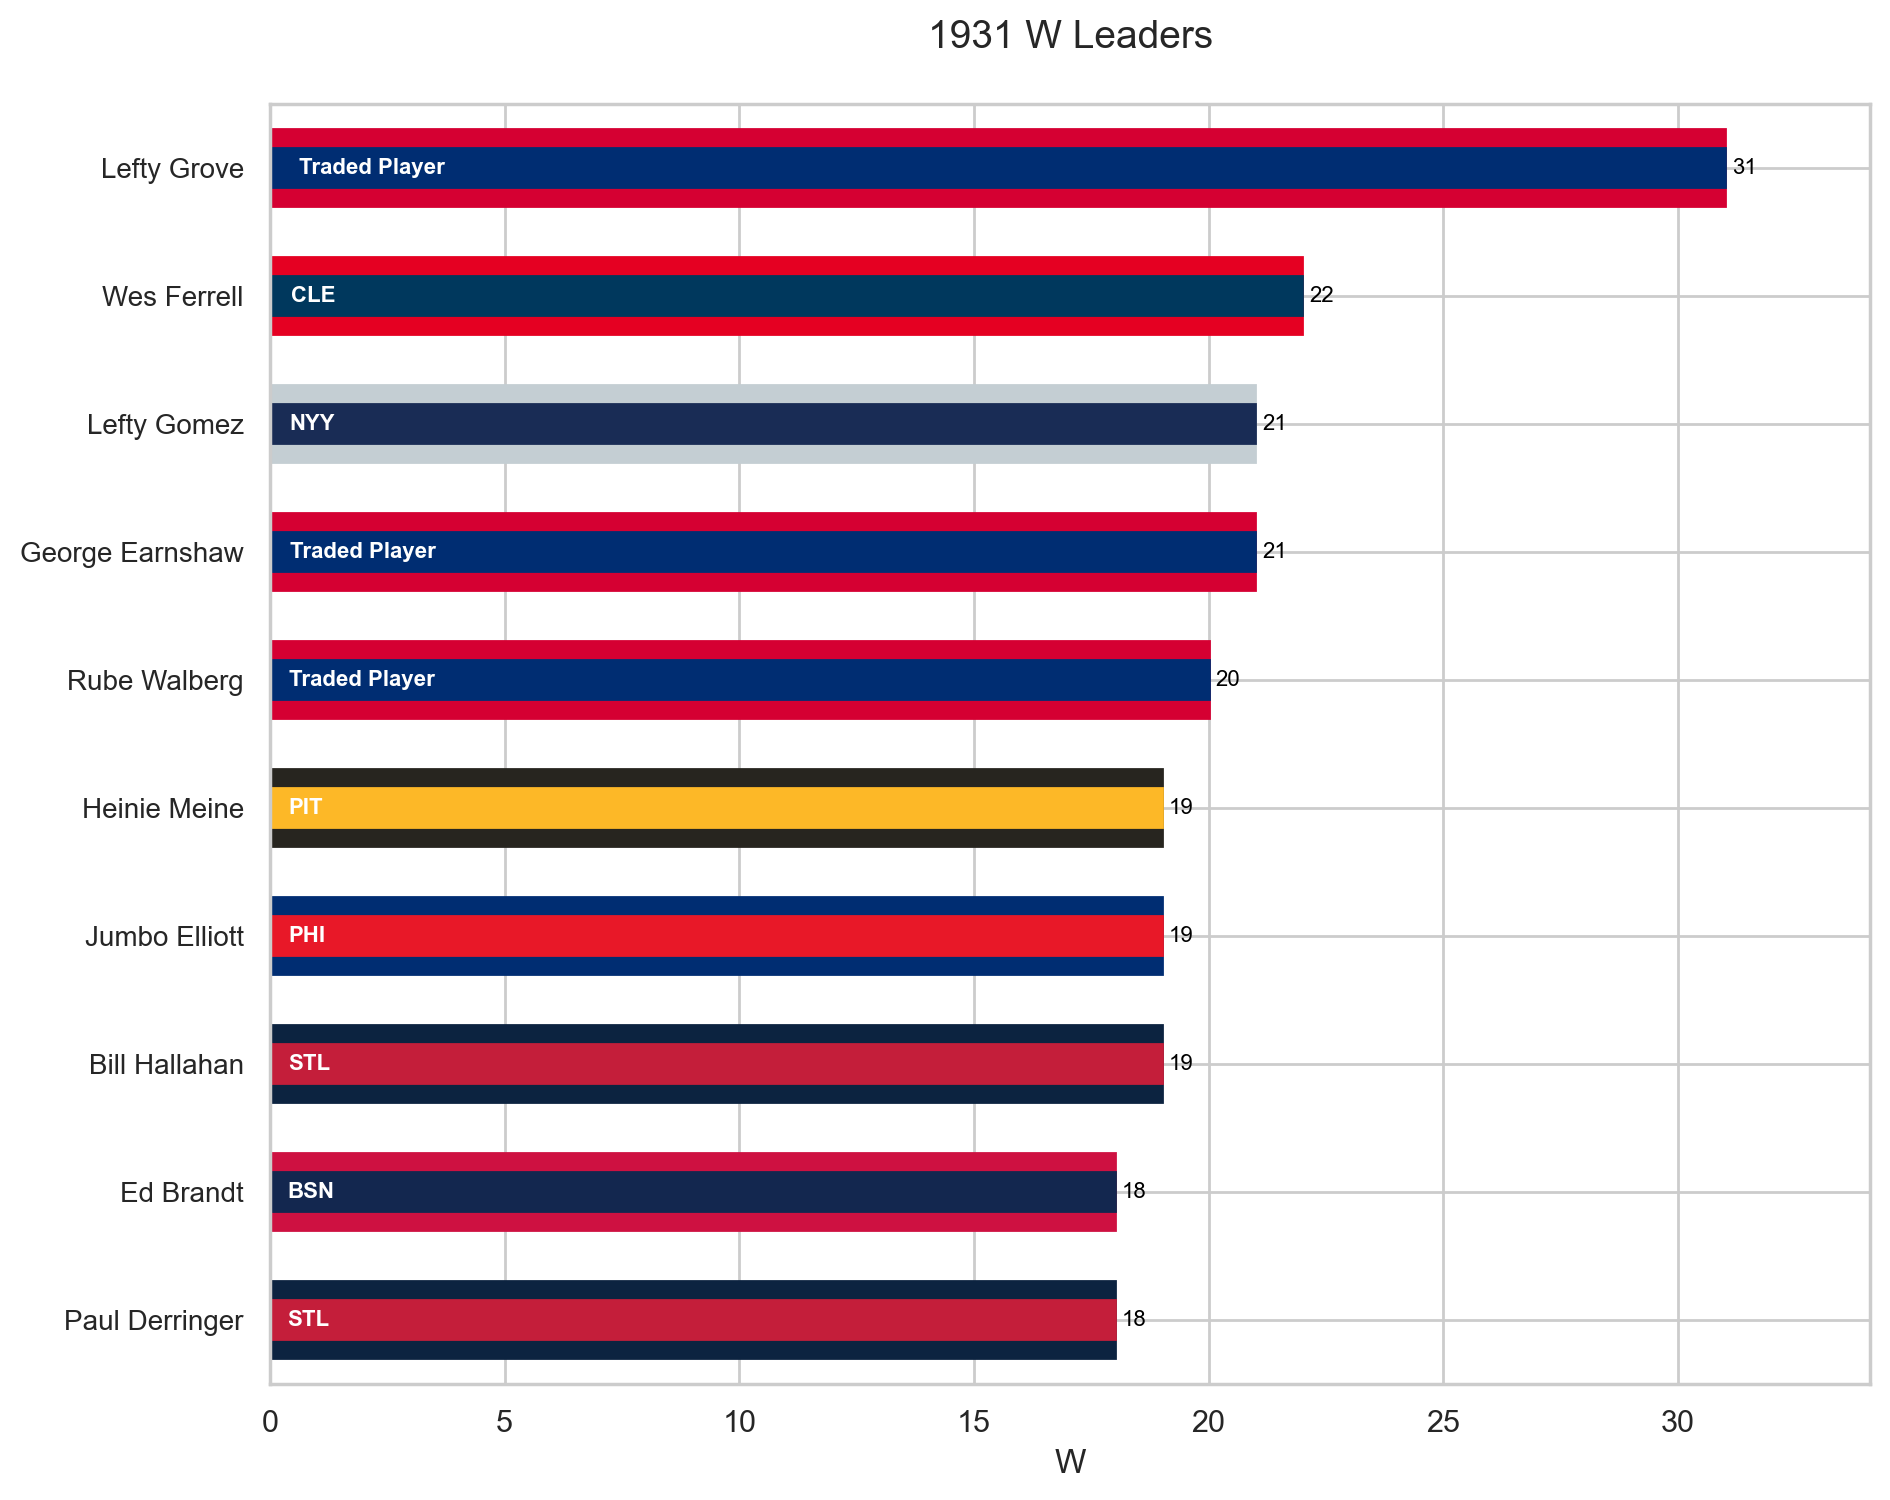 1931 W Leaders
Lefty Grove Traded Player 31
Wes Ferrell CLE 22
Lefty Gomez NYY 21
George Earnshaw Traded Player 21
Rube Walberg Traded Player 20
Heinie Meine PIT 19
Jumbo Elliott PHI 19
Bill Hallahan STL 19
Ed Brandt BSN 18
Paul Derringer STL 18
0 5 10 15 20 25 30
W